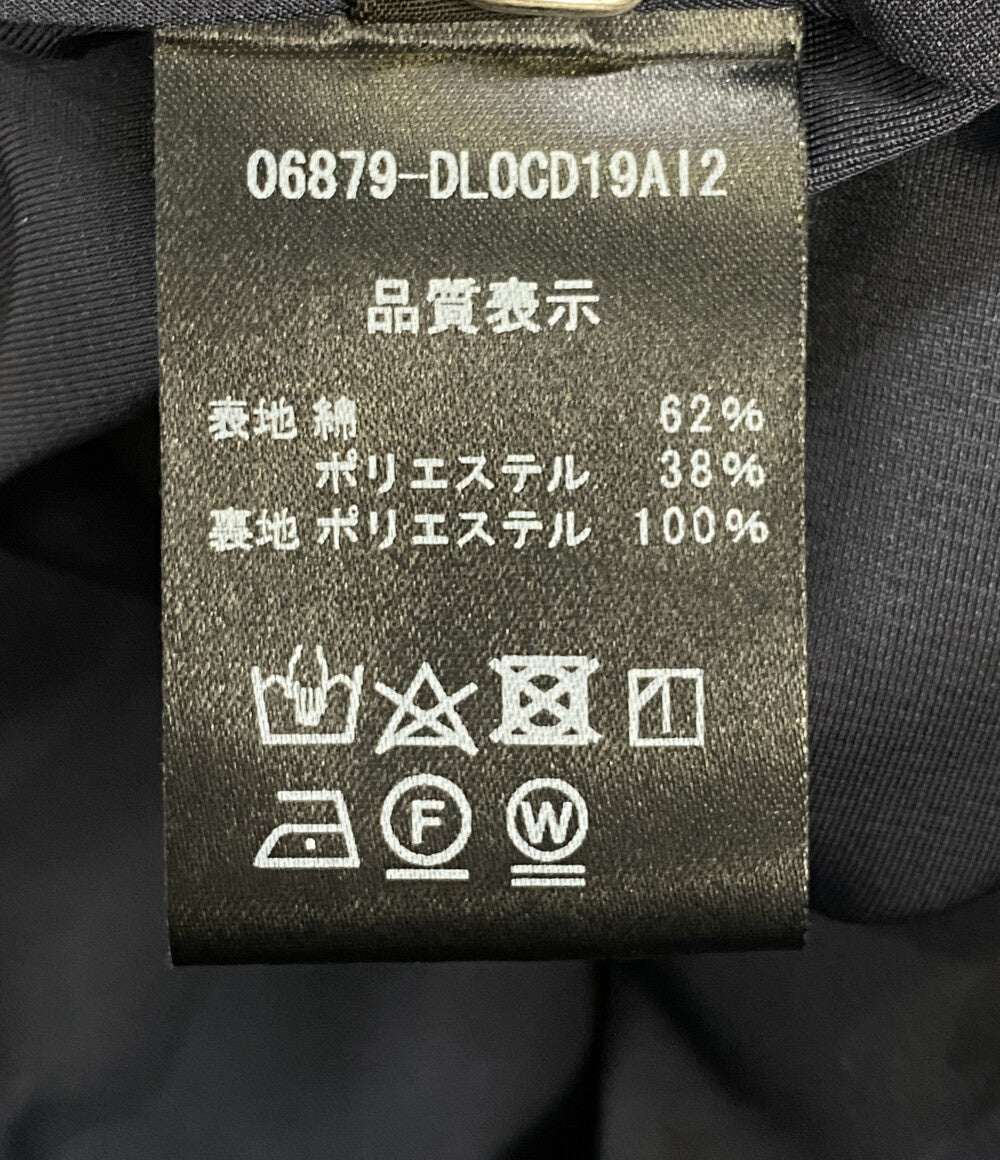 06879-DL0CD19AI2
品質表示
表地 綿 62%
ポリエステル 38%
裏地 ポリエステル 100%
F W